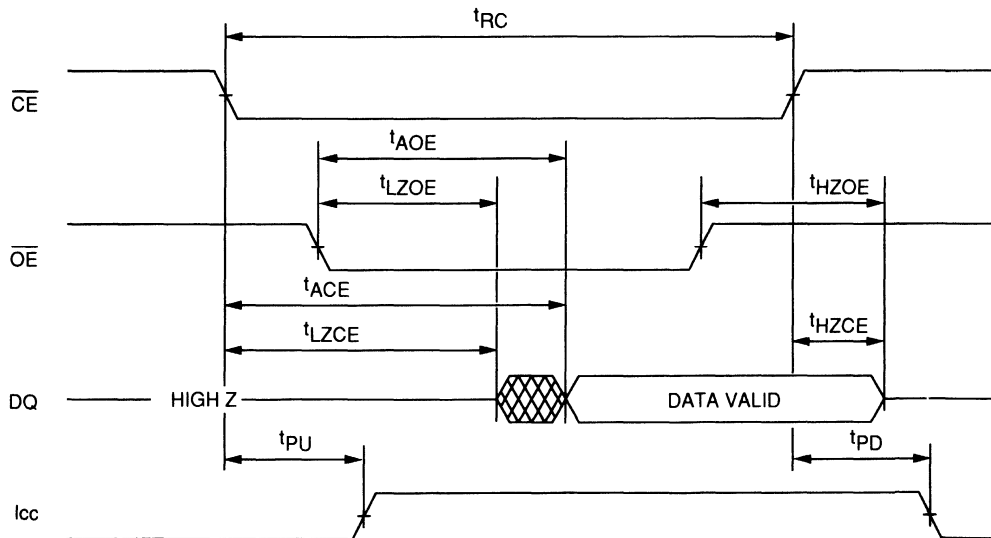 tRC
CE
tAOE
tLZOE
tHZOE
OE
tACE
tLZCE
tHZCE
DQ
HIGH Z
DATA VALID
tPU
tPD
Icc